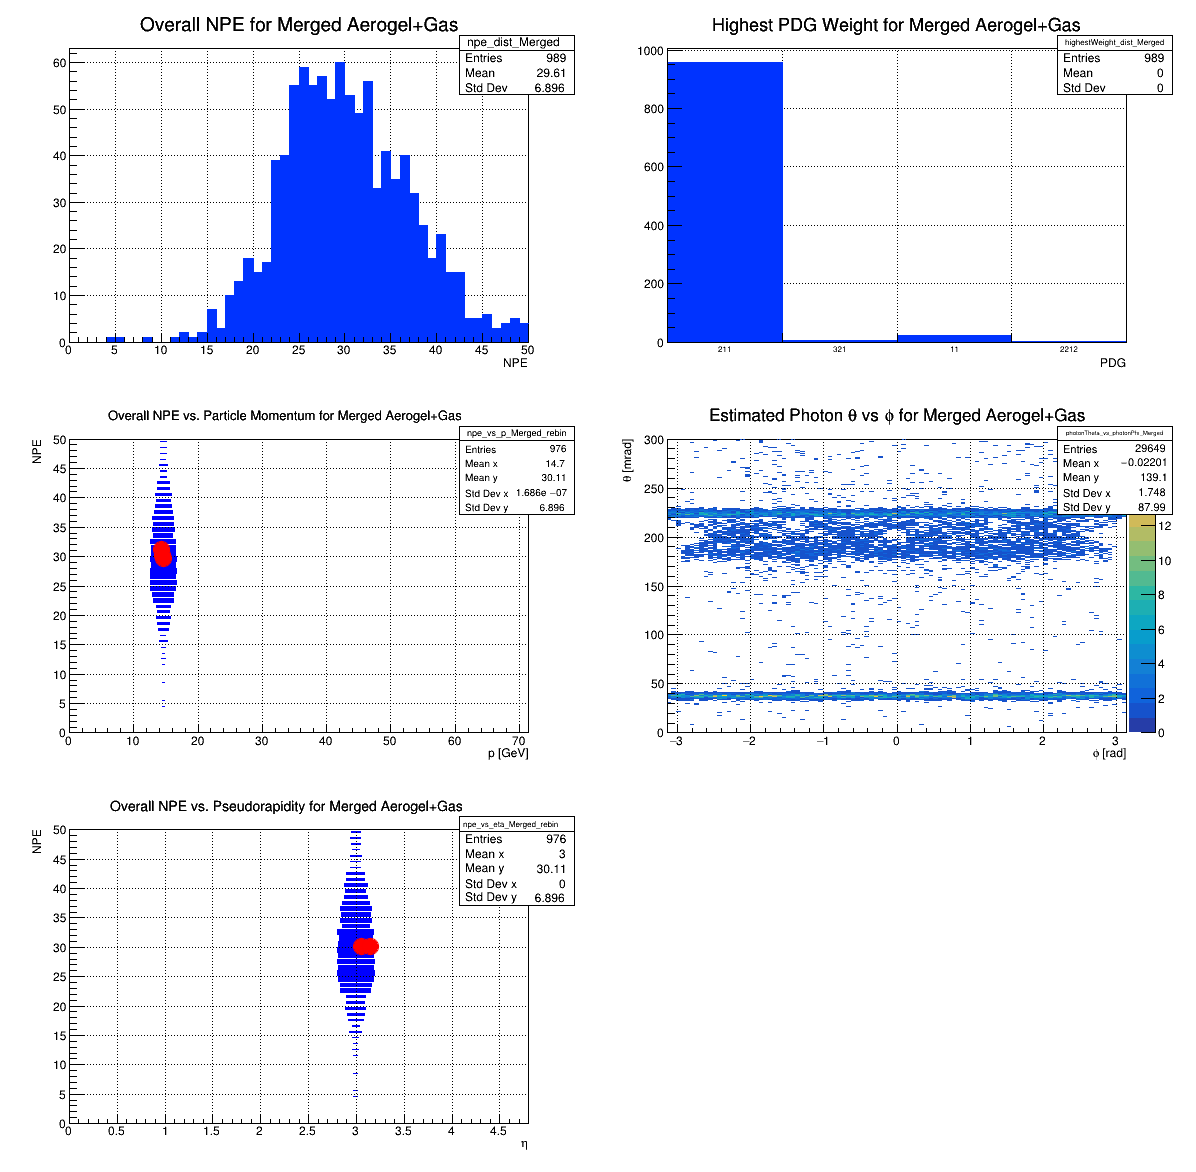 Overall NPE for Merged Aerogel+Gas
npe_dist_Merged
Entries 989
Mean 29.61
Std Dev 6.896
60
50
40
30
20
10
0
0 5 10 15 20 25 30 35 40 45 50
NPE
Highest PDG Weight for Merged Aerogel+Gas
highestWeight_dist_Merged
Entries 989
Mean 0
Std Dev 0
1000
800
600
400
200
0
211 321 11 2212
PDG
Overall NPE vs. Particle Momentum for Merged Aerogel+Gas
npe_vs_p_Merged_rebin
Entries 976
Mean x 14.7
Mean y 30.11
Std Dev x 1.686e −07
Std Dev y 6.896
NPE
50
45
40
35
30
25
20
15
10
5
0
0 10 20 30 40 50 60 70
p [GeV]
Estimated Photon θ vs ϕ for Merged Aerogel+Gas
photonTheta_vs_photonPhi_Merged
Entries 29649
Mean x −0.02201
Mean y 139.1
Std Dev x 1.748
Std Dev y 87.99
θ [mrad]
300
250
200
150
100
50
0
−3 −2 −1 0 1 2 3
ϕ [rad]
12
10
8
6
4
2
0
Overall NPE vs. Pseudorapidity for Merged Aerogel+Gas
npe_vs_eta_Merged_rebin
Entries 976
Mean x 3
Mean y 30.11
Std Dev x 0
Std Dev y 6.896
NPE
50
45
40
35
30
25
20
15
10
5
0
0 0.5 1 1.5 2 2.5 3 3.5 4 4.5
η